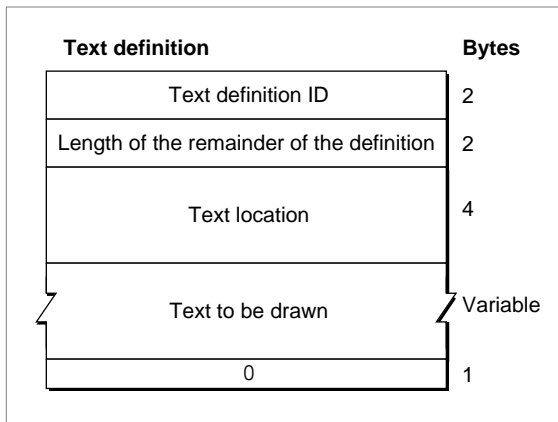 Text definition Bytes
Text definition ID 2
Length of the remainder of the definition 2
Text location 4
Text to be drawn Variable
0 1